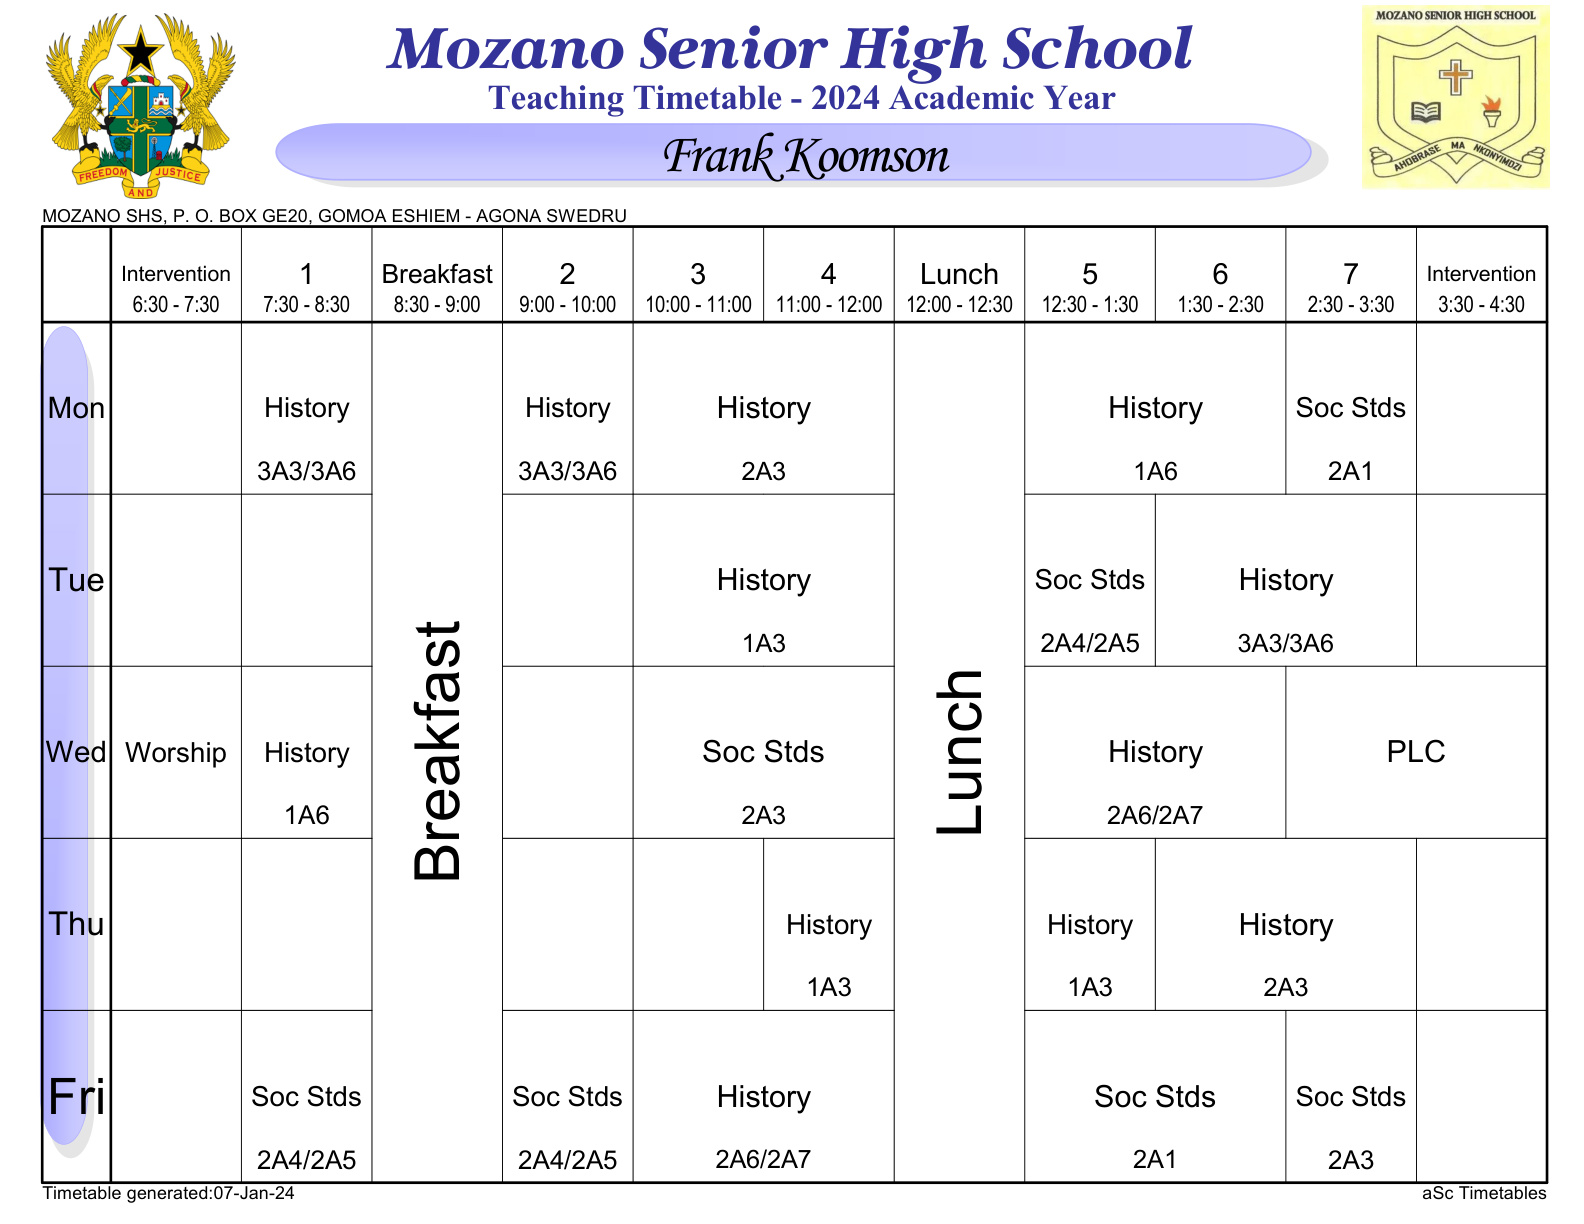 MOZANO SENIOR HIGH SCHOOL
Mozano Senior High School
Teaching Timetable - 2024 Academic Year
Frank Koomson
FREEDOM AND JUSTICE
AHOBRASE MA NKONYIMDZI
MOZANO SHS, P. O. BOX GE20, GOMOA ESHIEM - AGONA SWEDRU
Intervention 1 Breakfast 2 3 4 Lunch 5 6 7 Intervention
6:30 - 7:30 7:30 - 8:30 8:30 - 9:00 9:00 - 10:00 10:00 - 11:00 11:00 - 12:00 12:00 - 12:30 12:30 - 1:30 1:30 - 2:30 2:30 - 3:30 3:30 - 4:30
Mon History History History History Soc Stds
3A3/3A6 3A3/3A6 2A3 1A6 2A1
Tue History Soc Stds History
1A3 2A4/2A5 3A3/3A6
Breakfast
Lunch
Wed Worship History Soc Stds History PLC
1A6 2A3 2A6/2A7
Thu History History History
1A3 1A3 2A3
Fri Soc Stds Soc Stds History Soc Stds Soc Stds
2A4/2A5 2A4/2A5 2A6/2A7 2A1 2A3
Timetable generated:07-Jan-24 aSc Timetables